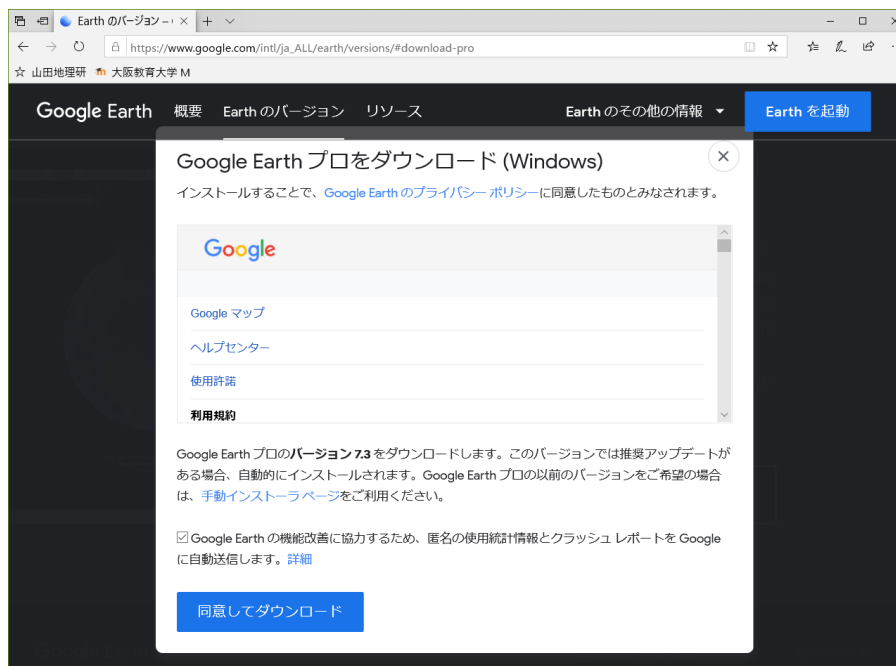 Earth のバージョン –
https://www.google.com/intl/ja_ALL/earth/versions/#download-pro
山田地理研 大阪教育大学 M
Google Earth 概要 Earth のバージョン リソース Earth のその他の情報 Earth を起動
Google Earth プロをダウンロード (Windows)
インストールすることで、Google Earth のプライバシー ポリシーに同意したものとみなされます。
Google
Google マップ
ヘルプセンター
使用許諾
利用規約
Google Earth プロのバージョン 7.3 をダウンロードします。このバージョンでは推奨アップデートが
ある場合、自動的にインストールされます。Google Earth プロの以前のバージョンをご希望の場合
は、手動インストーラ ページをご利用ください。
Google Earth の機能改善に協力するため、匿名の使用統計情報とクラッシュ レポートを Google
に自動送信します。詳細
同意してダウンロード